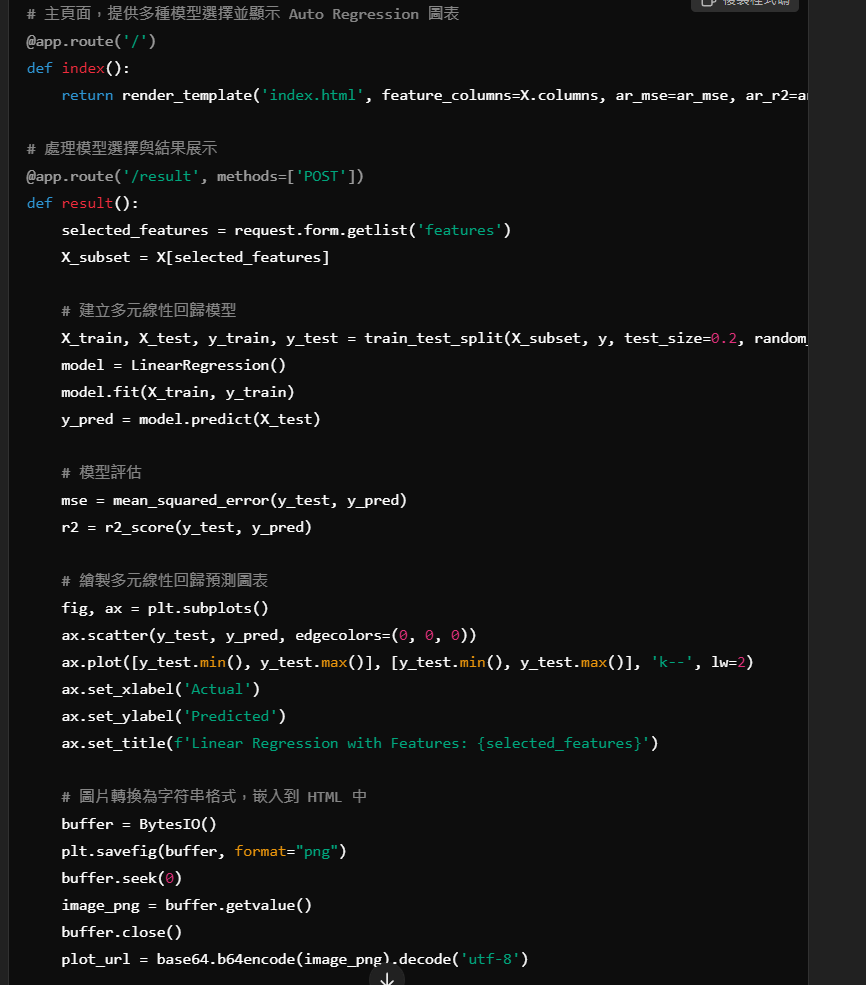 # 主頁面，提供多種模型選擇並顯示 Auto Regression 圖表
@app.route('/')
def index():
    return render_template('index.html', feature_columns=X.columns, ar_mse=ar_mse, ar_r2=a
# 處理模型選擇與結果展示
@app.route('/result', methods=['POST'])
def result():
    selected_features = request.form.getlist('features')
    X_subset = X[selected_features]
    # 建立多元線性回歸模型
    X_train, X_test, y_train, y_test = train_test_split(X_subset, y, test_size=0.2, random_
    model = LinearRegression()
    model.fit(X_train, y_train)
    y_pred = model.predict(X_test)
    # 模型評估
    mse = mean_squared_error(y_test, y_pred)
    r2 = r2_score(y_test, y_pred)
    # 繪製多元線性回歸預測圖表
    fig, ax = plt.subplots()
    ax.scatter(y_test, y_pred, edgecolors=(0, 0, 0))
    ax.plot([y_test.min(), y_test.max()], [y_test.min(), y_test.max()], 'k--', lw=2)
    ax.set_xlabel('Actual')
    ax.set_ylabel('Predicted')
    ax.set_title(f'Linear Regression with Features: {selected_features}')
    # 圖片轉換為字符串格式，嵌入到 HTML 中
    buffer = BytesIO()
    plt.savefig(buffer, format="png")
    buffer.seek(0)
    image_png = buffer.getvalue()
    buffer.close()
    plot_url = base64.b64encode(image_png).decode('utf-8')